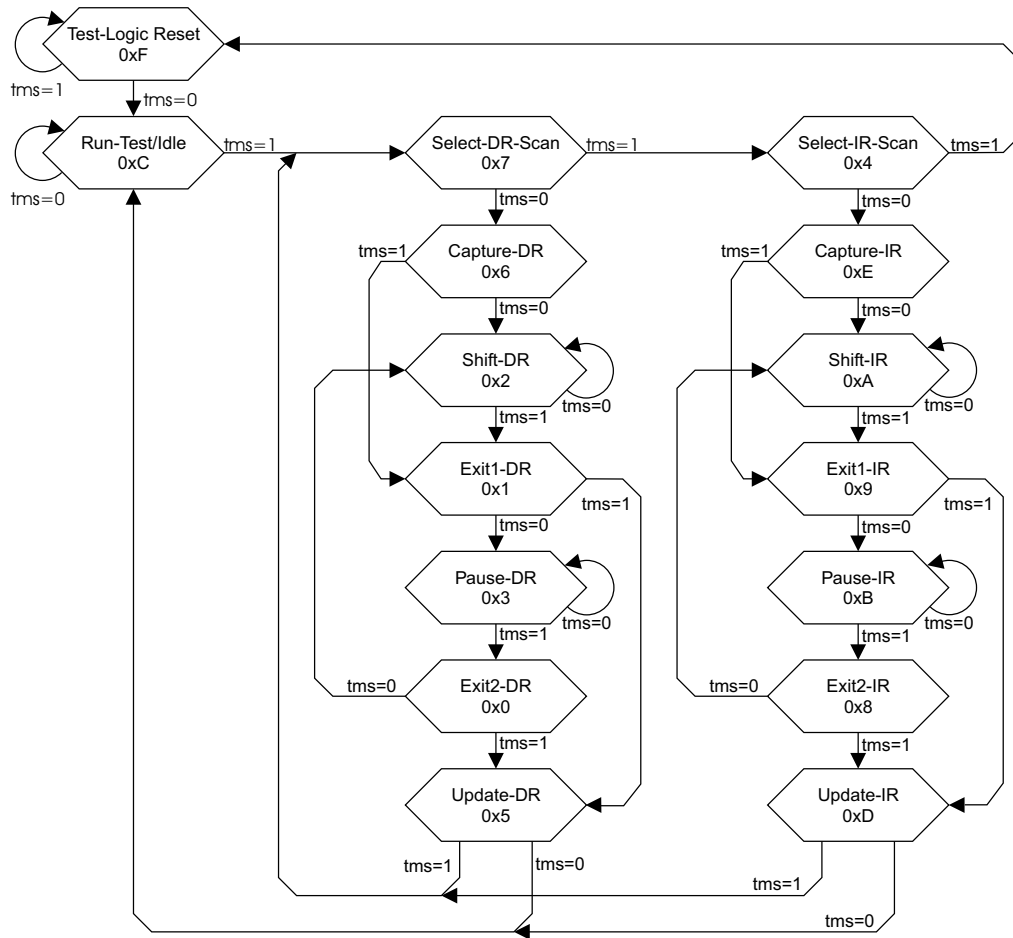 Test-Logic Reset
0xF
tms=1
tms=0
Run-Test/Idle
0xC
tms=0
tms=1
Select-DR-Scan
0x7
tms=1
Select-IR-Scan
0x4
tms=1
tms=0
tms=0
tms=1
Capture-DR
0x6
tms=0
tms=1
Capture-IR
0xE
tms=0
Shift-DR
0x2
tms=0
tms=1
Shift-IR
0xA
tms=0
tms=1
Exit1-DR
0x1
tms=1
tms=0
Exit1-IR
0x9
tms=1
tms=0
Pause-DR
0x3
tms=0
tms=1
Pause-IR
0xB
tms=0
tms=1
tms=0
Exit2-DR
0x0
tms=1
tms=0
Exit2-IR
0x8
tms=1
Update-DR
0x5
tms=1
tms=0
Update-IR
0xD
tms=1
tms=0